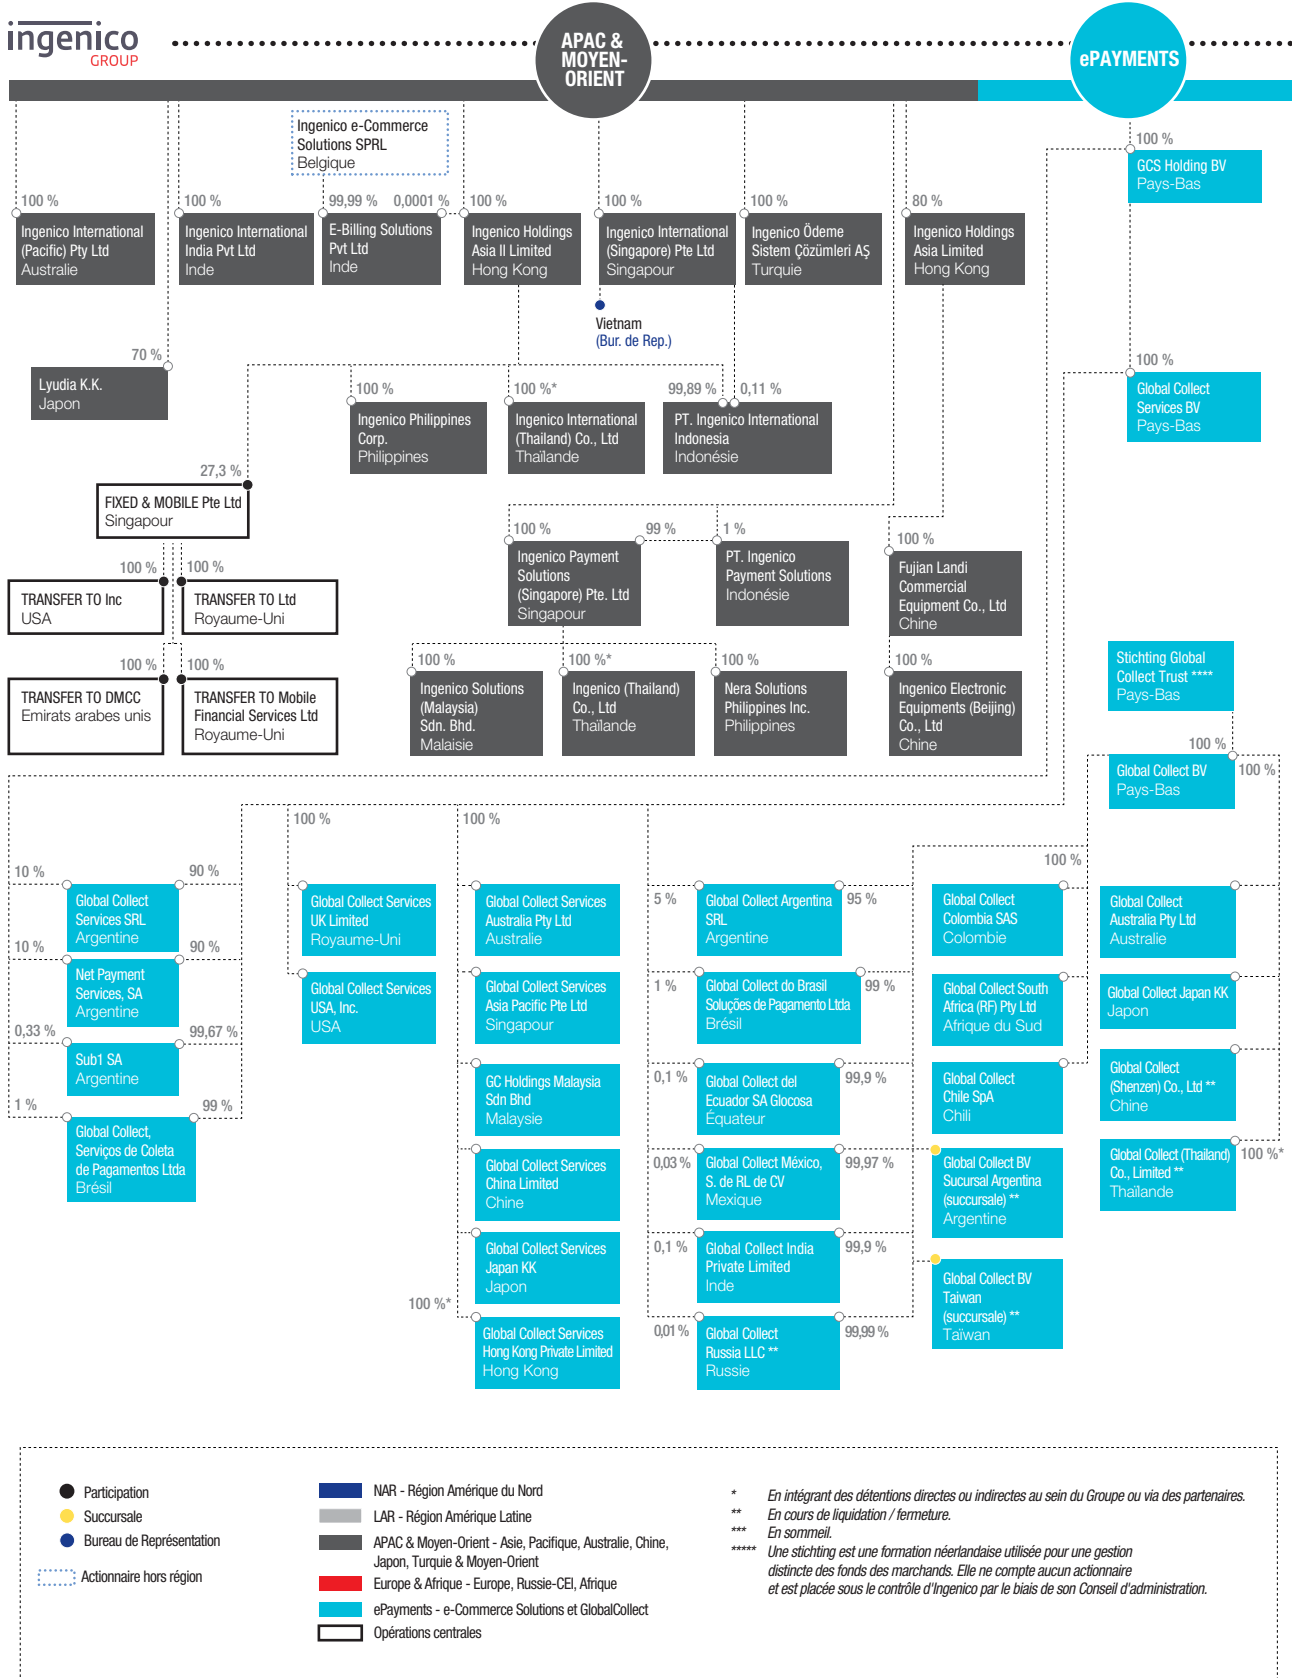 ingenico
GROUP
APAC &
MOYEN-
ORIENT
ePAYMENTS
Ingenico e-Commerce
Solutions SPRL
Belgique
100 %
GCS Holding BV
Pays-Bas
100 %
Ingenico International
(Pacific) Pty Ltd
Australie
100 %
Ingenico International
India Pvt Ltd
Inde
99,99 %
0,0001 %
E-Billing Solutions
Pvt Ltd
Inde
100 %
Ingenico Holdings
Asia II Limited
Hong Kong
100 %
Ingenico International
(Singapore) Pte Ltd
Singapour
100 %
Ingenico Ödeme
Sistem Çözümleri AŞ
Turquie
80 %
Ingenico Holdings
Asia Limited
Hong Kong
Vietnam
(Bur. de Rep.)
70 %
Lyudia K.K.
Japon
100 %
Global Collect
Services BV
Pays-Bas
100 %
Ingenico Philippines
Corp.
Philippines
100 %*
Ingenico International
(Thailand) Co., Ltd
Thaïlande
99,89 %
0,11 %
PT. Ingenico International
Indonesia
Indonésie
27,3 %
FIXED & MOBILE Pte Ltd
Singapour
100 %
TRANSFER TO Inc
USA
100 %
TRANSFER TO Ltd
Royaume-Uni
100 %
TRANSFER TO DMCC
Emirats arabes unis
100 %
TRANSFER TO Mobile
Financial Services Ltd
Royaume-Uni
100 %
Ingenico Payment
Solutions
(Singapore) Pte. Ltd
Singapour
99 %
1 %
PT. Ingenico
Payment Solutions
Indonésie
100 %
Fujian Landi
Commercial
Equipment Co., Ltd
Chine
100 %
Ingenico Solutions
(Malaysia)
Sdn. Bhd.
Malaisie
100 %*
Ingenico (Thailand)
Co., Ltd
Thaïlande
100 %
Nera Solutions
Philippines Inc.
Philippines
100 %
Ingenico Electronic
Equipments (Beijing)
Co., Ltd
Chine
Stichting Global
Collect Trust ****
Pays-Bas
100 %
Global Collect BV
Pays-Bas
100 %
100 %
100 %
100 %
10 %
90 %
Global Collect
Services SRL
Argentine
10 %
90 %
Net Payment
Services, SA
Argentine
0,33 %
99,67 %
Sub1 SA
Argentine
1 %
99 %
Global Collect,
Serviços de Coleta
de Pagamentos Ltda
Brésil
Global Collect Services
UK Limited
Royaume-Uni
Global Collect Services
USA, Inc.
USA
Global Collect Services
Australia Pty Ltd
Australie
Global Collect Services
Asia Pacific Pte Ltd
Singapour
GC Holdings Malaysia
Sdn Bhd
Malaysie
Global Collect Services
China Limited
Chine
Global Collect Services
Japan KK
Japon
100 %*
Global Collect Services
Hong Kong Private Limited
Hong Kong
5 %
95 %
Global Collect Argentina
SRL
Argentine
1 %
99 %
Global Collect do Brasil
Soluções de Pagamento Ltda
Brésil
0,1 %
99,9 %
Global Collect del
Ecuador SA Glocosa
Équateur
0,03 %
99,97 %
Global Collect México,
S. de RL de CV
Mexique
0,1 %
99,9 %
Global Collect India
Private Limited
Inde
0,01 %
99,99 %
Global Collect
Russia LLC **
Russie
100 %
Global Collect
Colombia SAS
Colombie
Global Collect South
Africa (RF) Pty Ltd
Afrique du Sud
Global Collect
Chile SpA
Chili
Global Collect BV
Sucursal Argentina
(succursale) **
Argentine
Global Collect BV
Taiwan
(succursale) **
Taïwan
Global Collect
Australia Pty Ltd
Australie
Global Collect Japan KK
Japon
Global Collect
(Shenzen) Co., Ltd **
Chine
Global Collect (Thailand)
Co., Limited **
Thaïlande
100 %*
Participation
Succursale
Bureau de Représentation
Actionnaire hors région
NAR - Région Amérique du Nord
LAR - Région Amérique Latine
APAC & Moyen-Orient - Asie, Pacifique, Australie, Chine,
Japon, Turquie & Moyen-Orient
Europe & Afrique - Europe, Russie-CEI, Afrique
ePayments - e-Commerce Solutions et GlobalCollect
Opérations centrales
* En intégrant des détentions directes ou indirectes au sein du Groupe ou via des partenaires.
** En cours de liquidation / fermeture.
*** En sommeil.
***** Une stichting est une formation néerlandaise utilisée pour une gestion
distincte des fonds des marchands. Elle ne compte aucun actionnaire
et est placée sous le contrôle d'Ingenico par le biais de son Conseil d'administration.